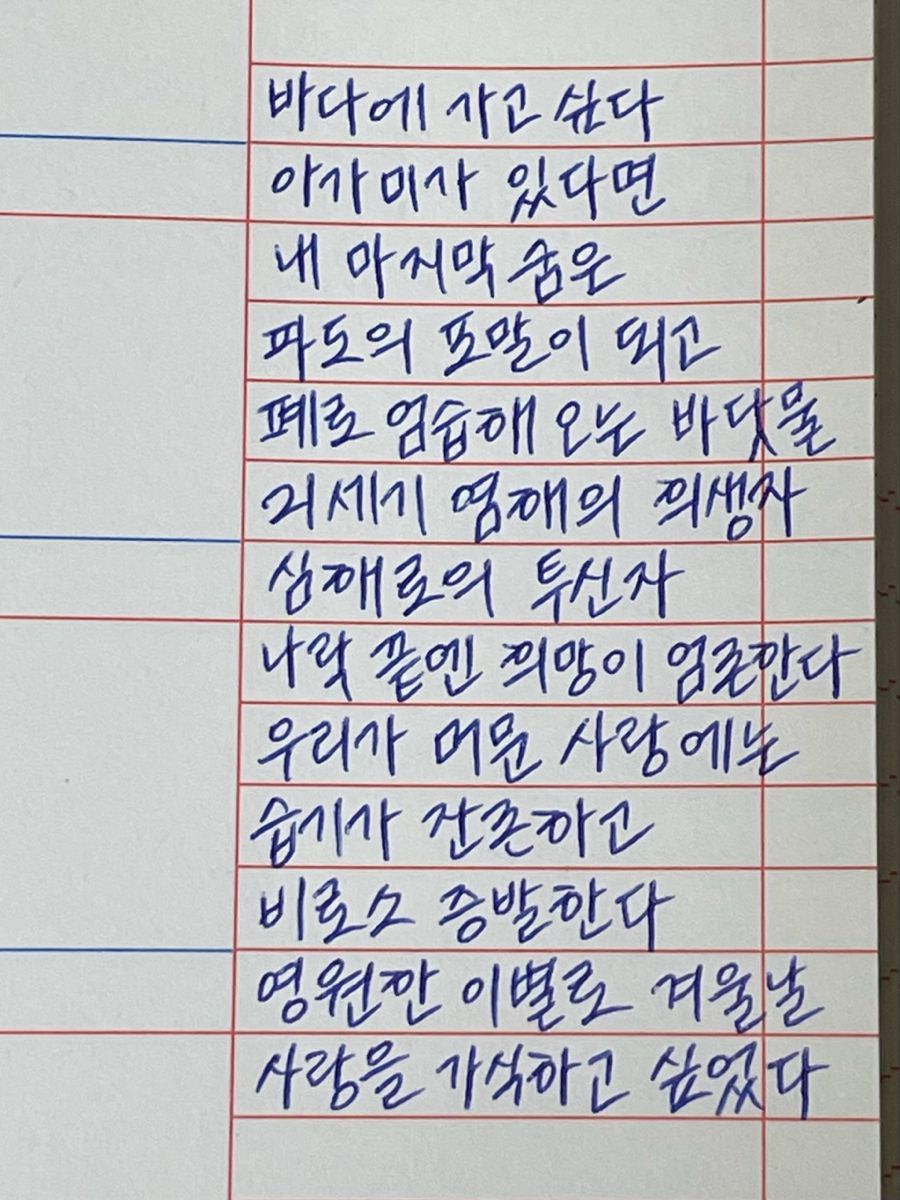 바다에 가고 싶다
아가미가 있다면
내 마지막 숨은
파도의 포말이 되고
폐로 엄습해 오는 바닷물
21세기 염해의 희생자
심해로의 투신자
나락 끝엔 희망이 엄존한다
우리가 머문 사랑에는
습기가 잔존하고
비로소 증발한다
영원한 이별로 겨울날
사랑을 가식하고 싶었다